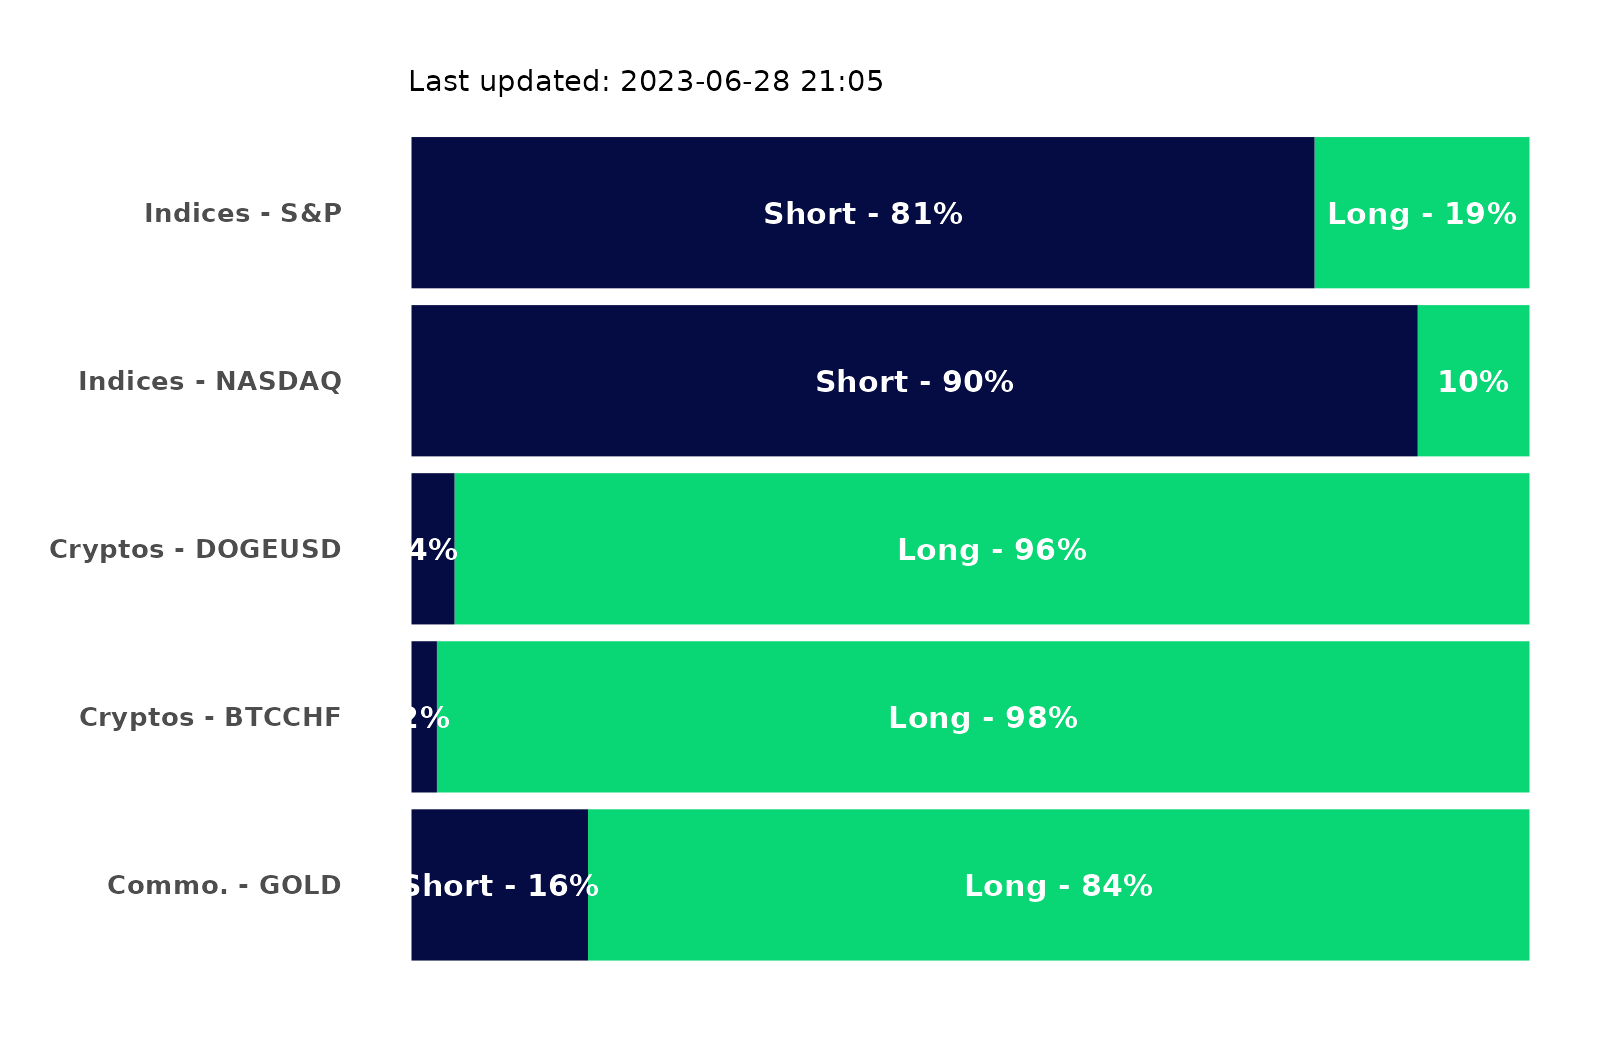 Last updated: 2023-06-28 21:05
Indices - S&P Short - 81% Long - 19%
Indices - NASDAQ Short - 90% 10%
Cryptos - DOGEUSD 4% Long - 96%
Cryptos - BTCCHF 2% Long - 98%
Commo. - GOLD Short - 16% Long - 84%